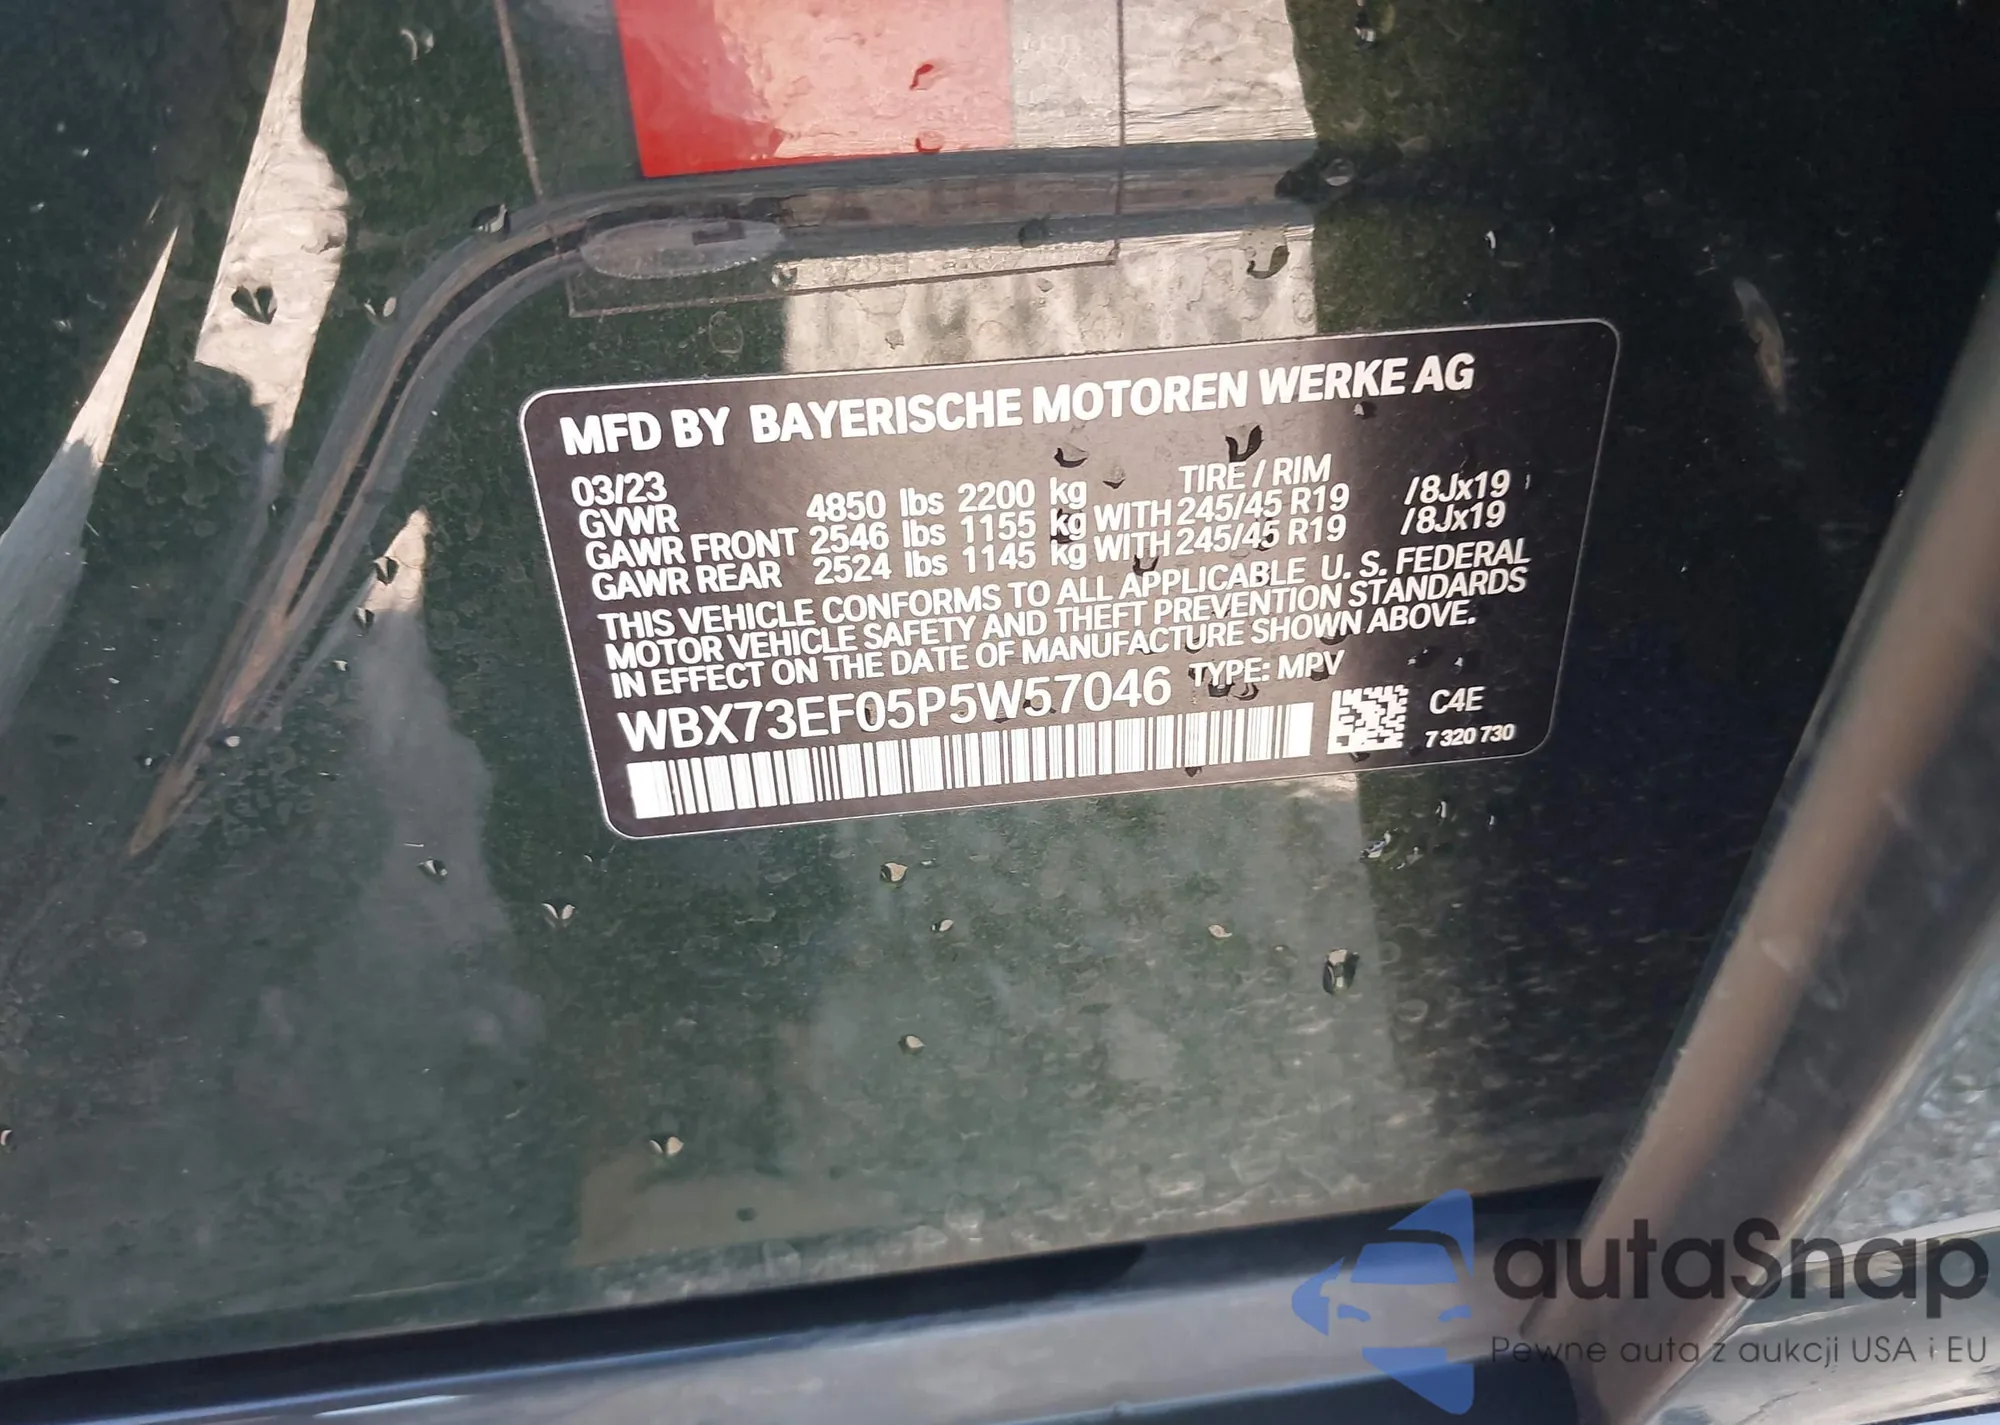 MFD BY BAYERISCHE MOTOREN WERKE AG
03/23 TIRE / RIM
GVWR 4850 lbs 2200 kg
GAWR FRONT 2546 lbs 1155 kg WITH 245/45 R19 /8Jx19
GAWR REAR 2524 lbs 1145 kg WITH 245/45 R19 /8Jx19
THIS VEHICLE CONFORMS TO ALL APPLICABLE U. S. FEDERAL
MOTOR VEHICLE SAFETY AND THEFT PREVENTION STANDARDS
IN EFFECT ON THE DATE OF MANUFACTURE SHOWN ABOVE.
WBX73EF05P5W57046 TYPE: MPV
C4E
7 320 730
autaSnap
Pewne auta z aukcji USA i EU